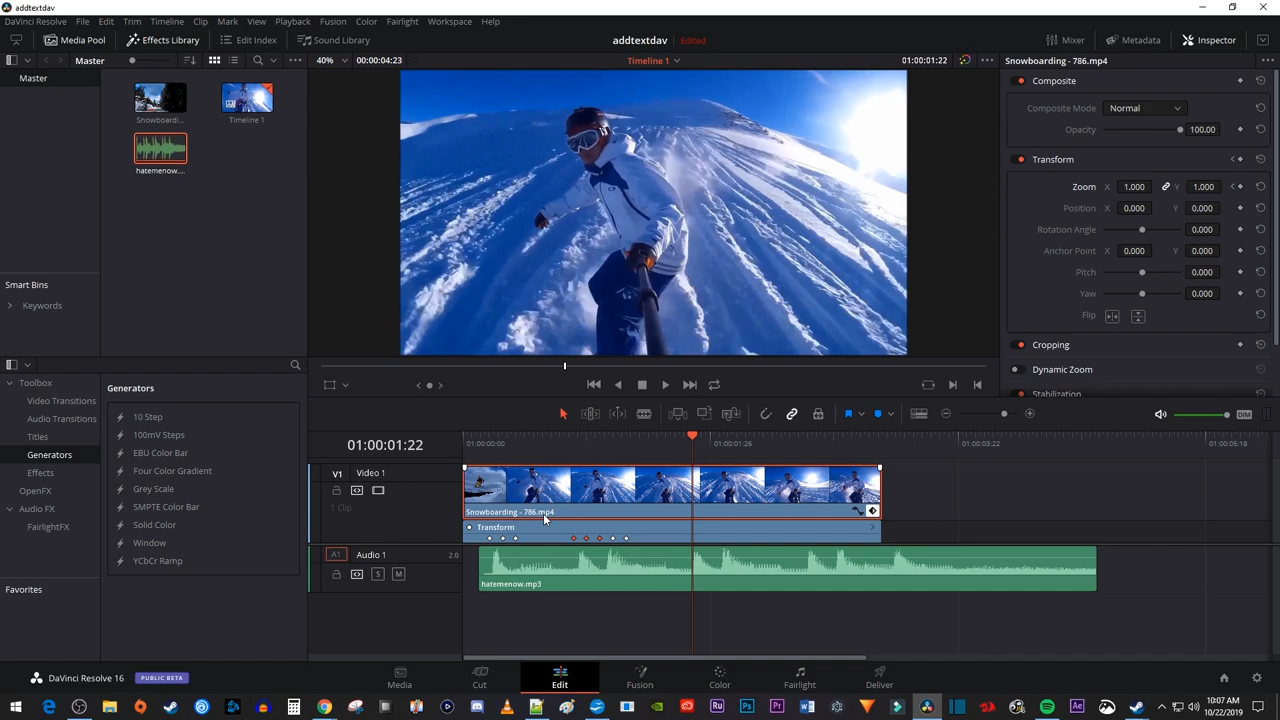 addtextdav
DaVinci Resolve File Edit Trim Timeline Clip Mark View Playback Fusion Color Fairlight Workspace Help
Media Pool Effects Library Edit Index Sound Library addtextdav Edited Mixer Metadata Inspector
Master 40% 00:00:04:23 Timeline 1 01:00:01:22 Snowboarding - 786.mp4
Master
Snowboardi...
Timeline 1
hatemenow....
Smart Bins
Keywords
Composite
Composite Mode Normal
Opacity 100.00
Transform
Zoom X 1.000 Y 1.000
Position X 0.000 Y 0.000
Rotation Angle 0.000
Anchor Point X 0.000 Y 0.000
Pitch 0.000
Yaw 0.000
Flip
Cropping
Dynamic Zoom
Stabilization
Toolbox
Video Transitions
Audio Transitions
Titles
Generators
Effects
OpenFX
Audio FX
FairlightFX
Favorites
Generators
10 Step
100mV Steps
EBU Color Bar
Four Color Gradient
Grey Scale
SMPTE Color Bar
Solid Color
Window
YCbCr Ramp
DIM
01:00:01:22
01:00:00:00 01:00:01:26 01:00:03:22 01:00:05:18
V1 Video 1
1 Clip
Snowboarding - 786.mp4
Transform
A1 Audio 1 2.0
S M
hatemenow.mp3
DaVinci Resolve 16 PUBLIC BETA
Media Cut Edit Fusion Color Fairlight Deliver
Ru Ps Pr Ae
10:07 AM
10/22/2019